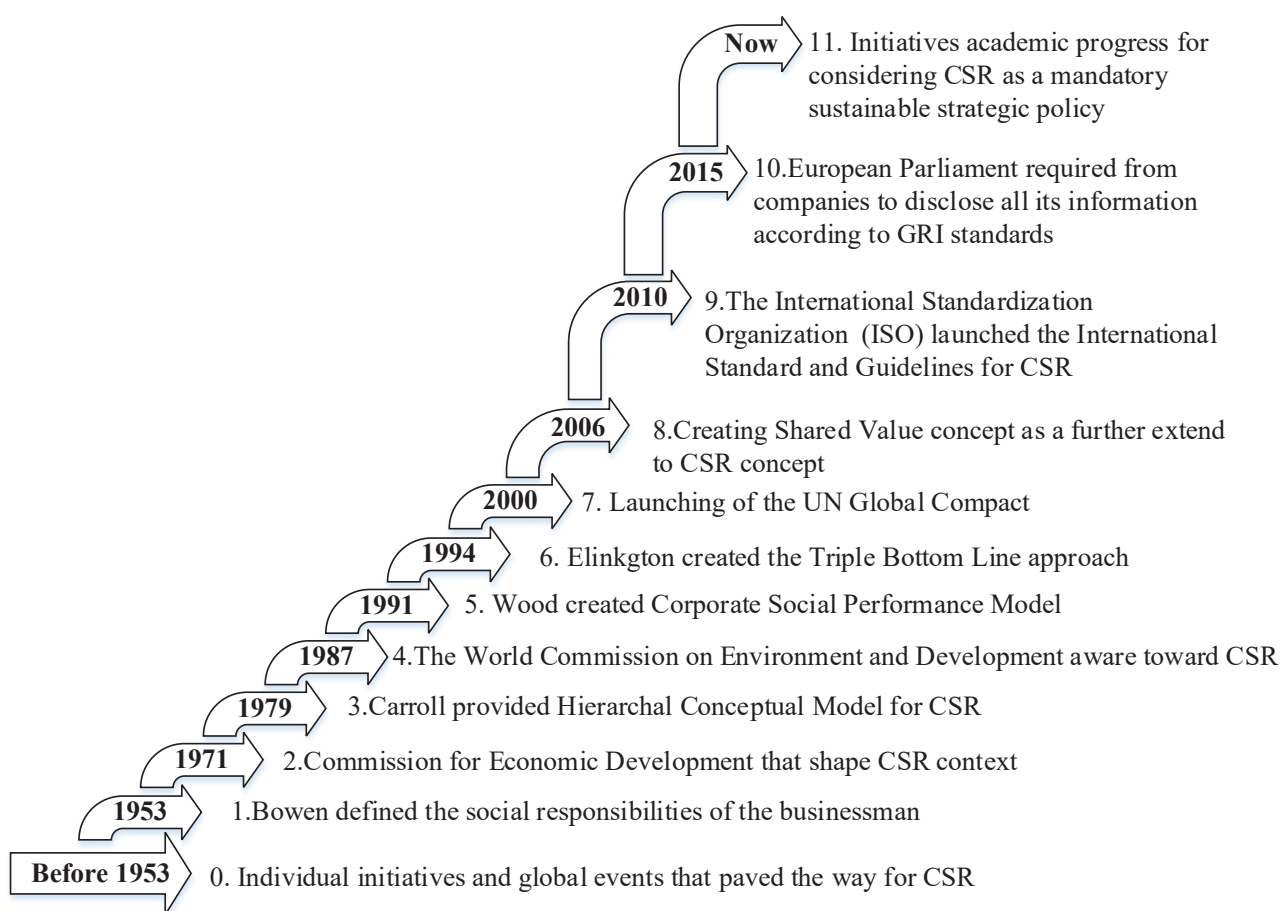 Now
11. Initiatives academic progress for
considering CSR as a mandatory
sustainable strategic policy
2015
10.European Parliament required from
companies to disclose all its information
according to GRI standards
2010
9.The International Standardization
Organization (ISO) launched the International
Standard and Guidelines for CSR
2006
8.Creating Shared Value concept as a further extend
to CSR concept
2000
7. Launching of the UN Global Compact
1994
6. Elinkgton created the Triple Bottom Line approach
1991
5. Wood created Corporate Social Performance Model
1987
4.The World Commission on Environment and Development aware toward CSR
1979
3.Carroll provided Hierarchal Conceptual Model for CSR
1971
2.Commission for Economic Development that shape CSR context
1953
1.Bowen defined the social responsibilities of the businessman
Before 1953
0. Individual initiatives and global events that paved the way for CSR